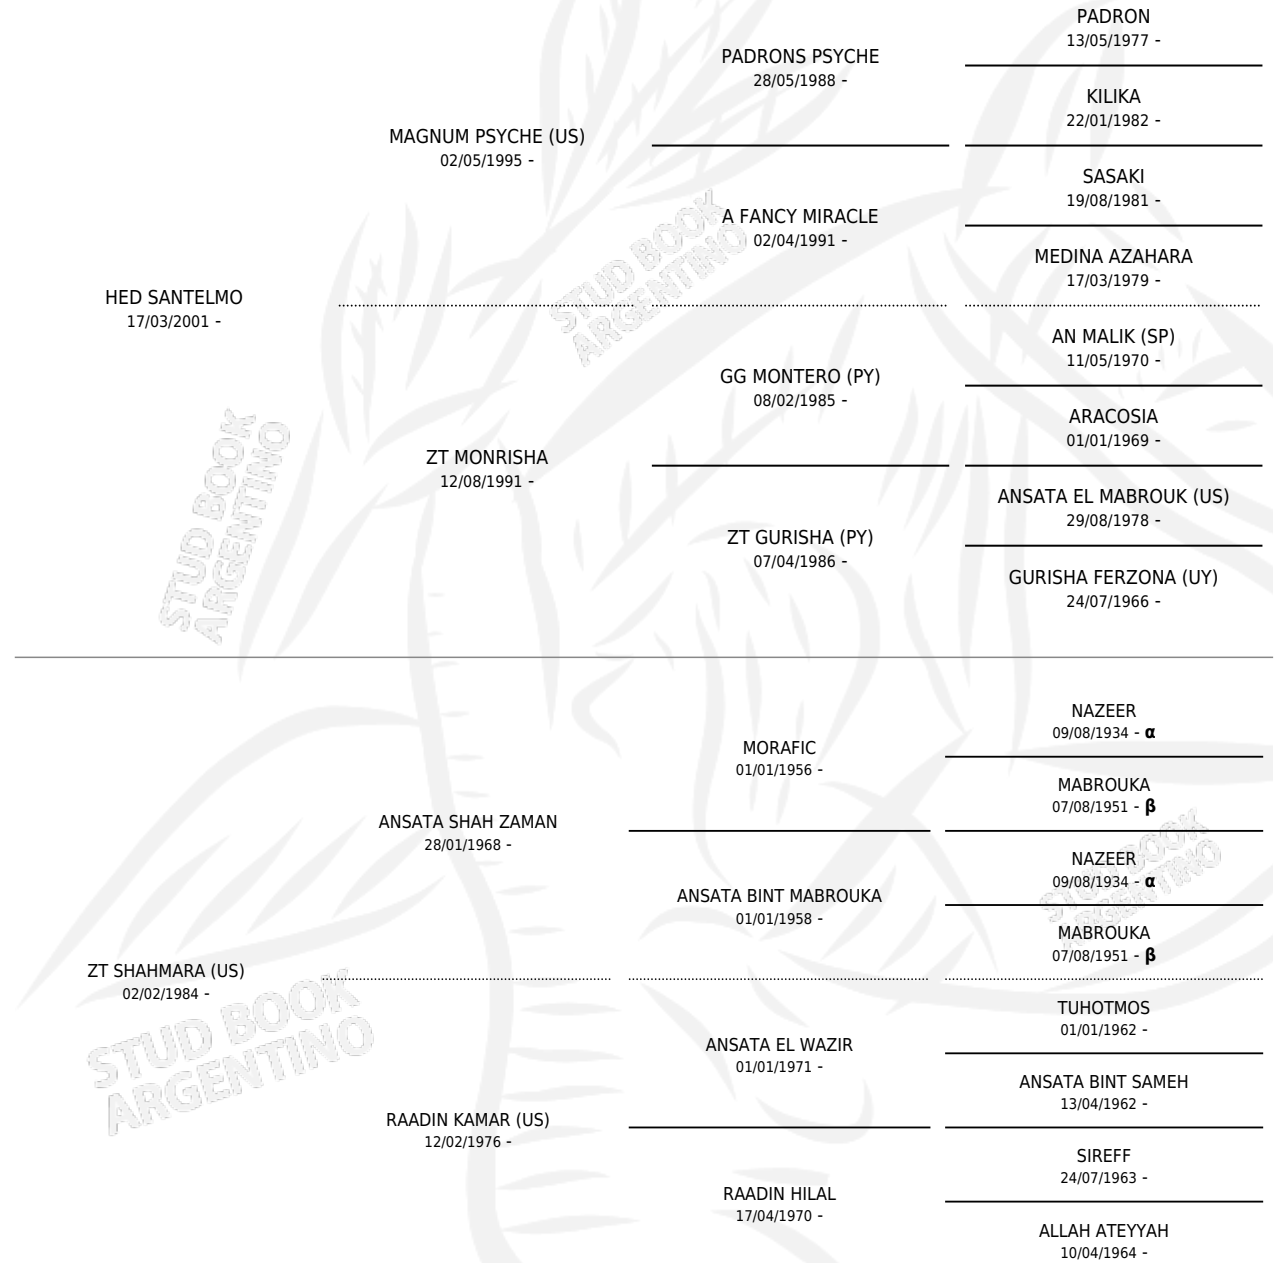 PADRON
13/05/1977 -
PADRONS PSYCHE
28/05/1988 -
KILIKA
22/01/1982 -
MAGNUM PSYCHE (US)
02/05/1995 -
SASAKI
19/08/1981 -
A FANCY MIRACLE
02/04/1991 -
MEDINA AZAHARA
17/03/1979 -
HED SANTELMO
17/03/2001 -
AN MALIK (SP)
11/05/1970 -
GG MONTERO (PY)
08/02/1985 -
ARACOSIA
01/01/1969 -
ZT MONRISHA
12/08/1991 -
ANSATA EL MABROUK (US)
29/08/1978 -
ZT GURISHA (PY)
07/04/1986 -
GURISHA FERZONA (UY)
24/07/1966 -
NAZEER
09/08/1934 - α
MORAFIC
01/01/1956 -
MABROUKA
07/08/1951 - β
ANSATA SHAH ZAMAN
28/01/1968 -
NAZEER
09/08/1934 - α
ANSATA BINT MABROUKA
01/01/1958 -
MABROUKA
07/08/1951 - β
ZT SHAHMARA (US)
02/02/1984 -
TUHOTMOS
01/01/1962 -
ANSATA EL WAZIR
01/01/1971 -
ANSATA BINT SAMEH
13/04/1962 -
RAADIN KAMAR (US)
12/02/1976 -
SIREFF
24/07/1963 -
RAADIN HILAL
17/04/1970 -
ALLAH ATEYYAH
10/04/1964 -
STUD BOOK
ARGENTINO
STUD BOOK
ARGENTINO
STUD BOOK
ARGENTINO
STUD BOOK
ARGENTINO